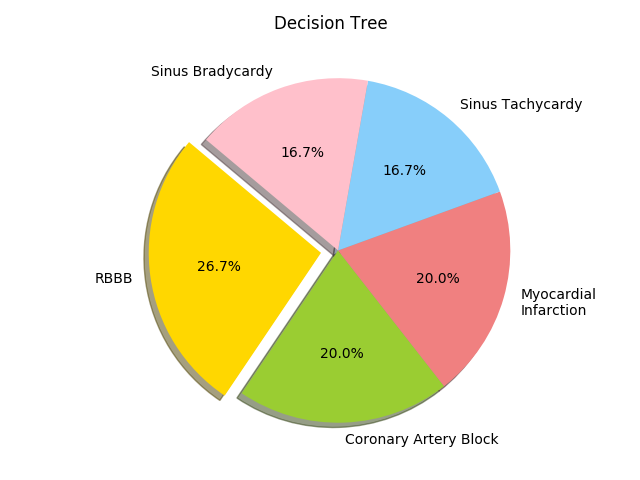 Decision Tree
Sinus Bradycardy
Sinus Tachycardy
16.7%
16.7%
RBBB
26.7%
20.0%
Myocardial
Infarction
20.0%
Coronary Artery Block